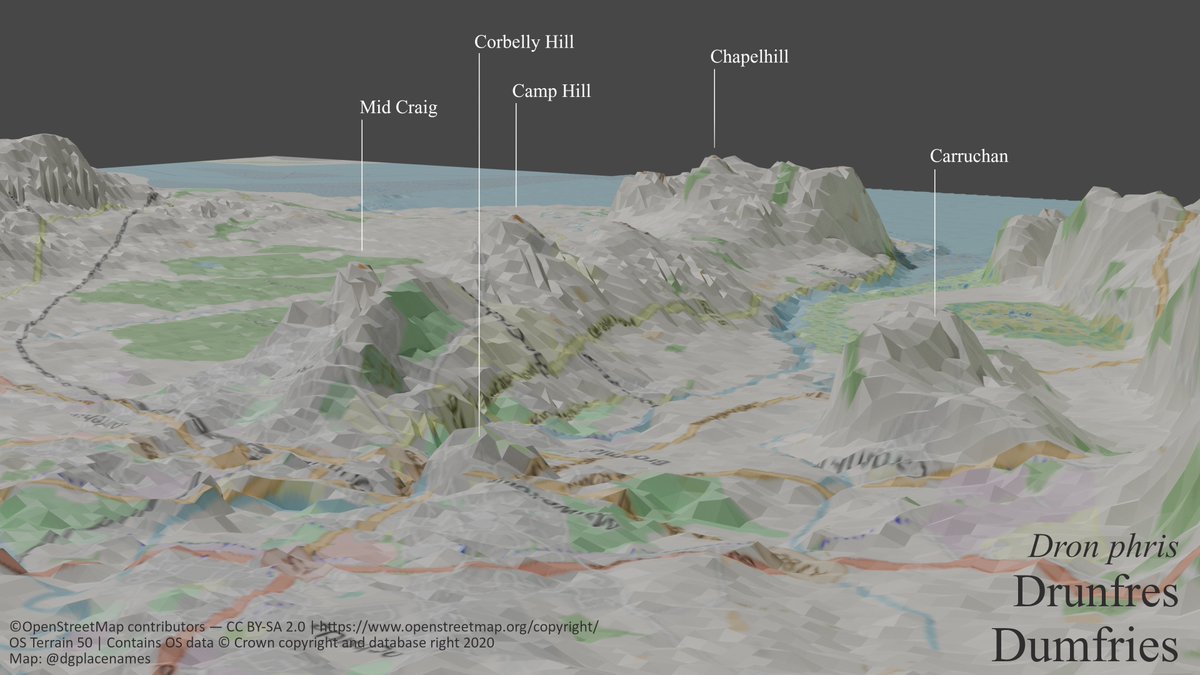 Corbelly Hill
Chapelhill
Camp Hill
Mid Craig
Carruchan
Dron phris
Drunfres
Dumfries
©OpenStreetMap contributors — CC BY-SA 2.0 | https://www.openstreetmap.org/copyright/
OS Terrain 50 | Contains OS data © Crown copyright and database right 2020
Map: @dgplacenames